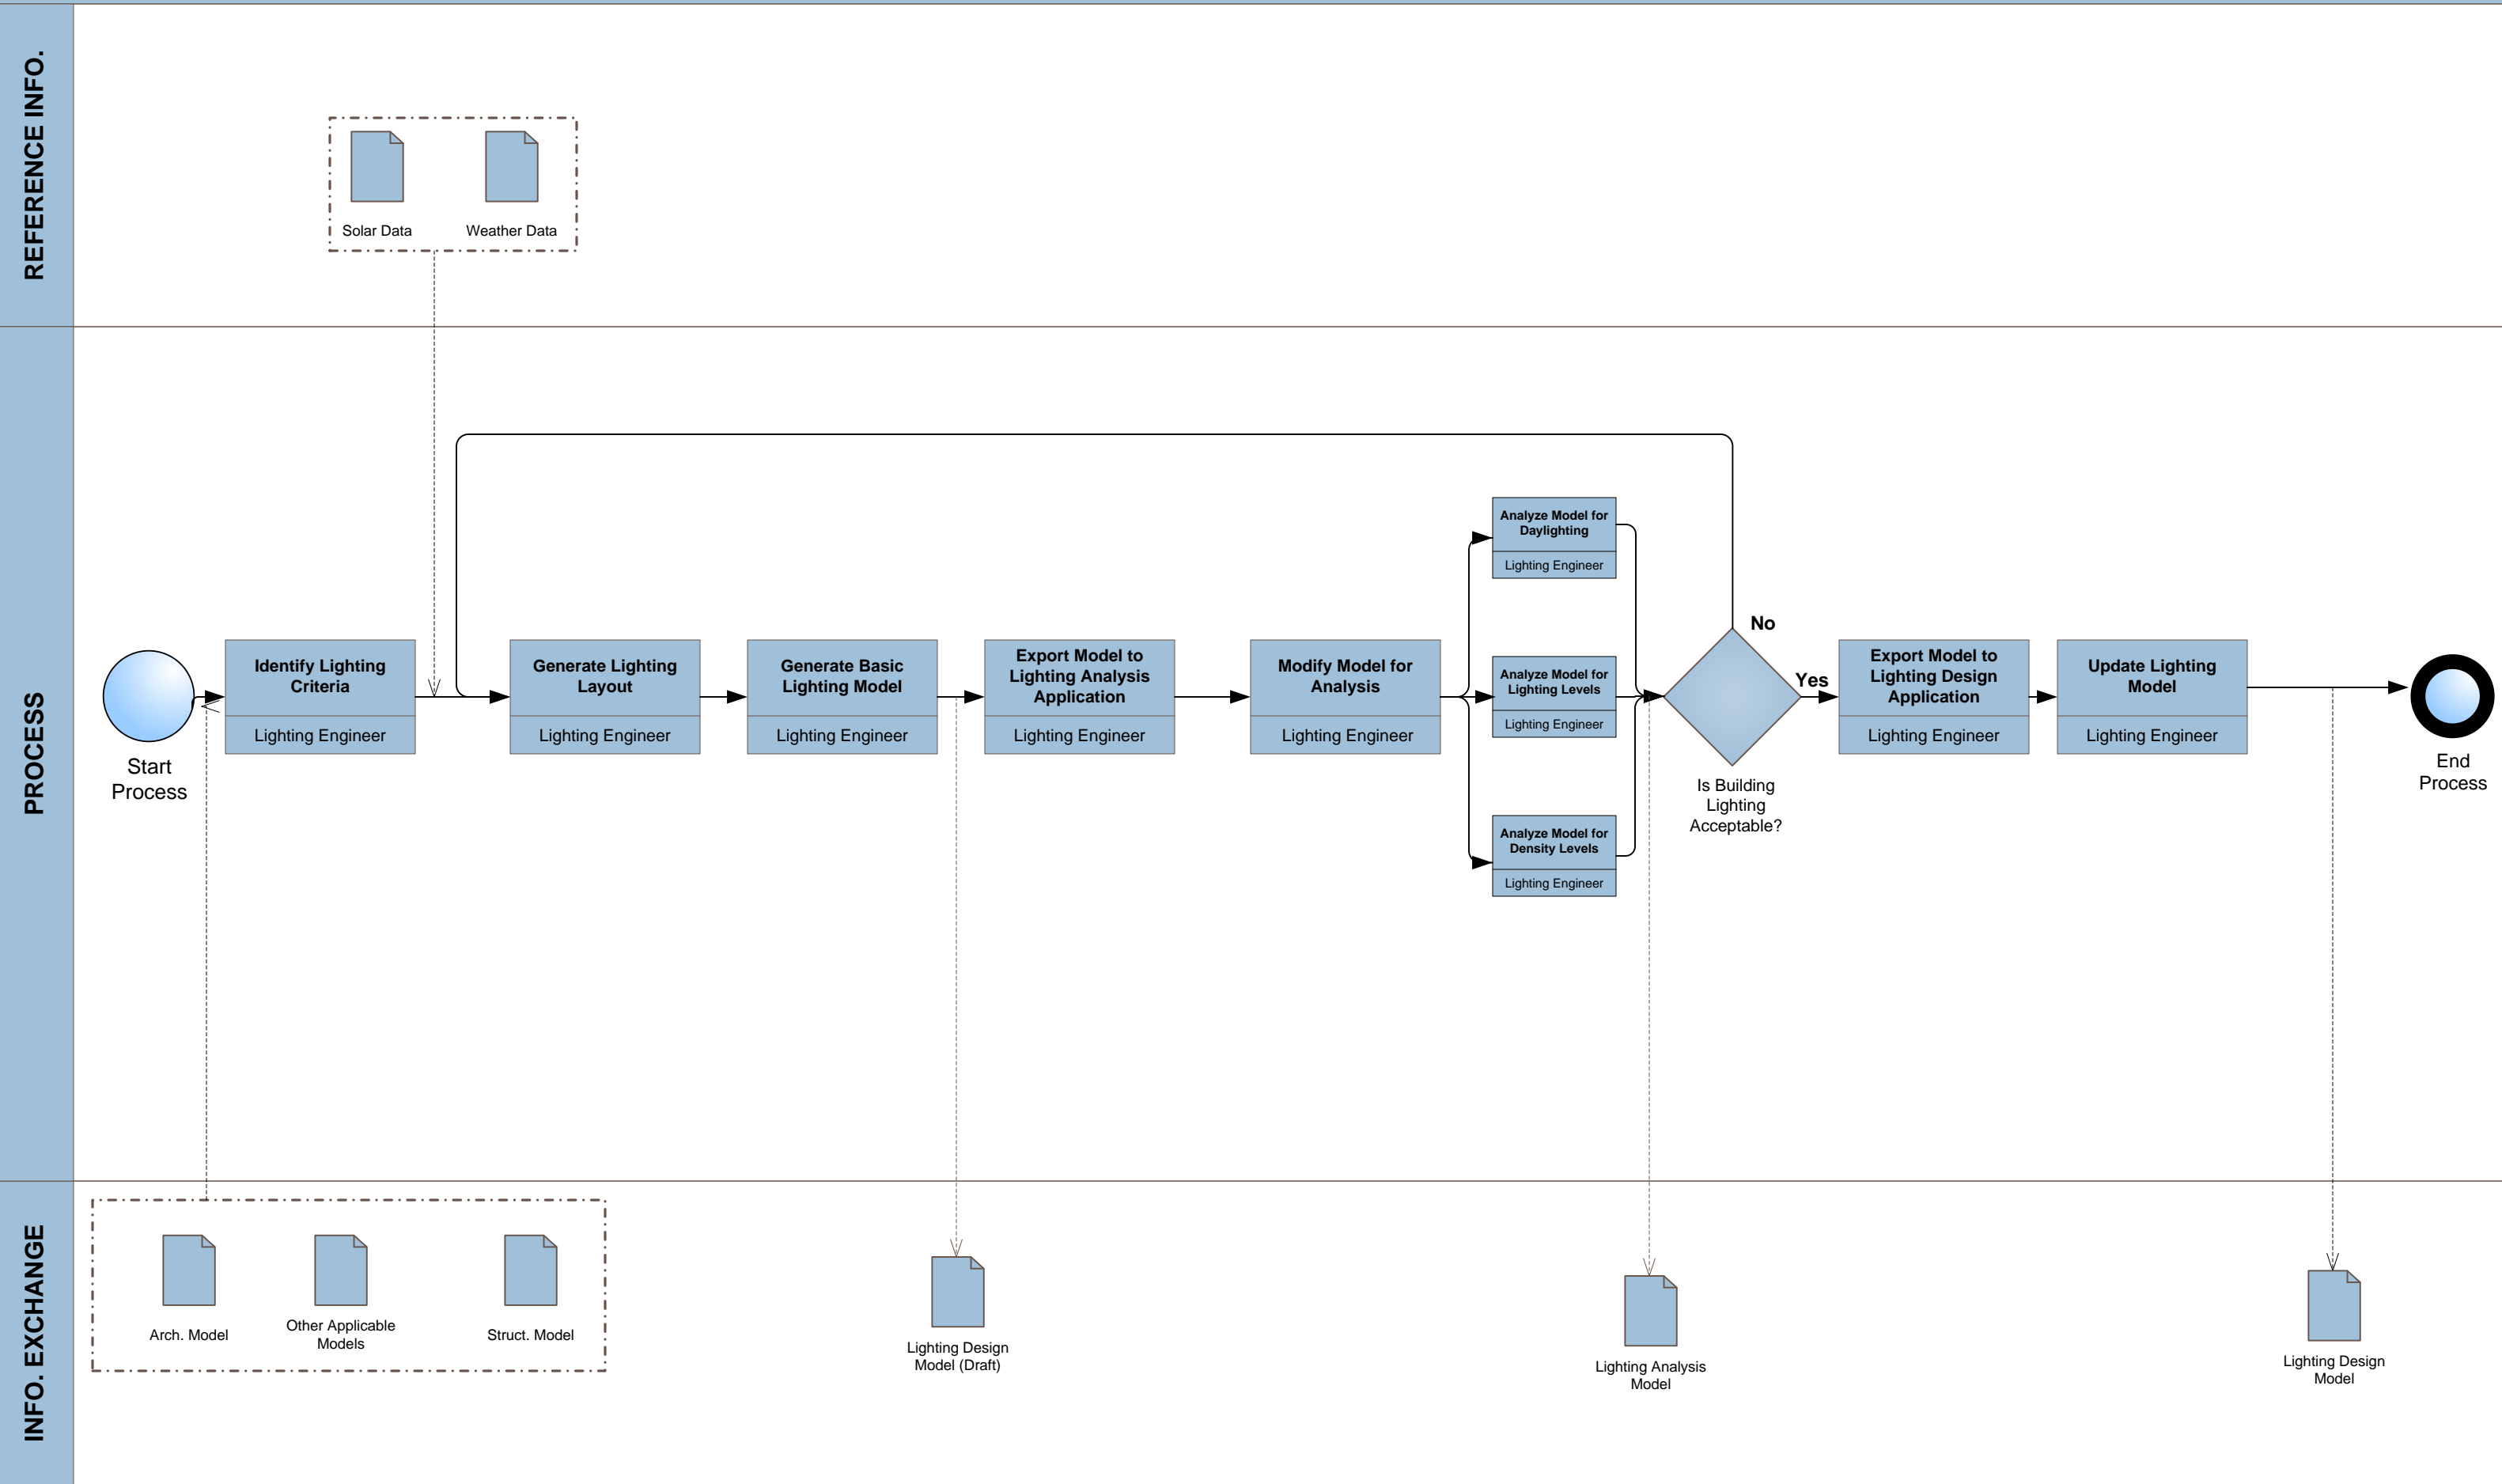 REFERENCE INFO.
Solar Data
Weather Data
PROCESS
Start
Process
Identify Lighting
Criteria
Lighting Engineer
Generate Lighting
Layout
Lighting Engineer
Generate Basic
Lighting Model
Lighting Engineer
Export Model to
Lighting Analysis
Application
Lighting Engineer
Modify Model for
Analysis
Lighting Engineer
Analyze Model for
Daylighting
Lighting Engineer
Analyze Model for
Lighting Levels
Lighting Engineer
Analyze Model for
Density Levels
Lighting Engineer
No
Yes
Is Building
Lighting
Acceptable?
Export Model to
Lighting Design
Application
Lighting Engineer
Update Lighting
Model
Lighting Engineer
End
Process
INFO. EXCHANGE
Arch. Model
Other Applicable
Models
Struct. Model
Lighting Design
Model (Draft)
Lighting Analysis
Model
Lighting Design
Model